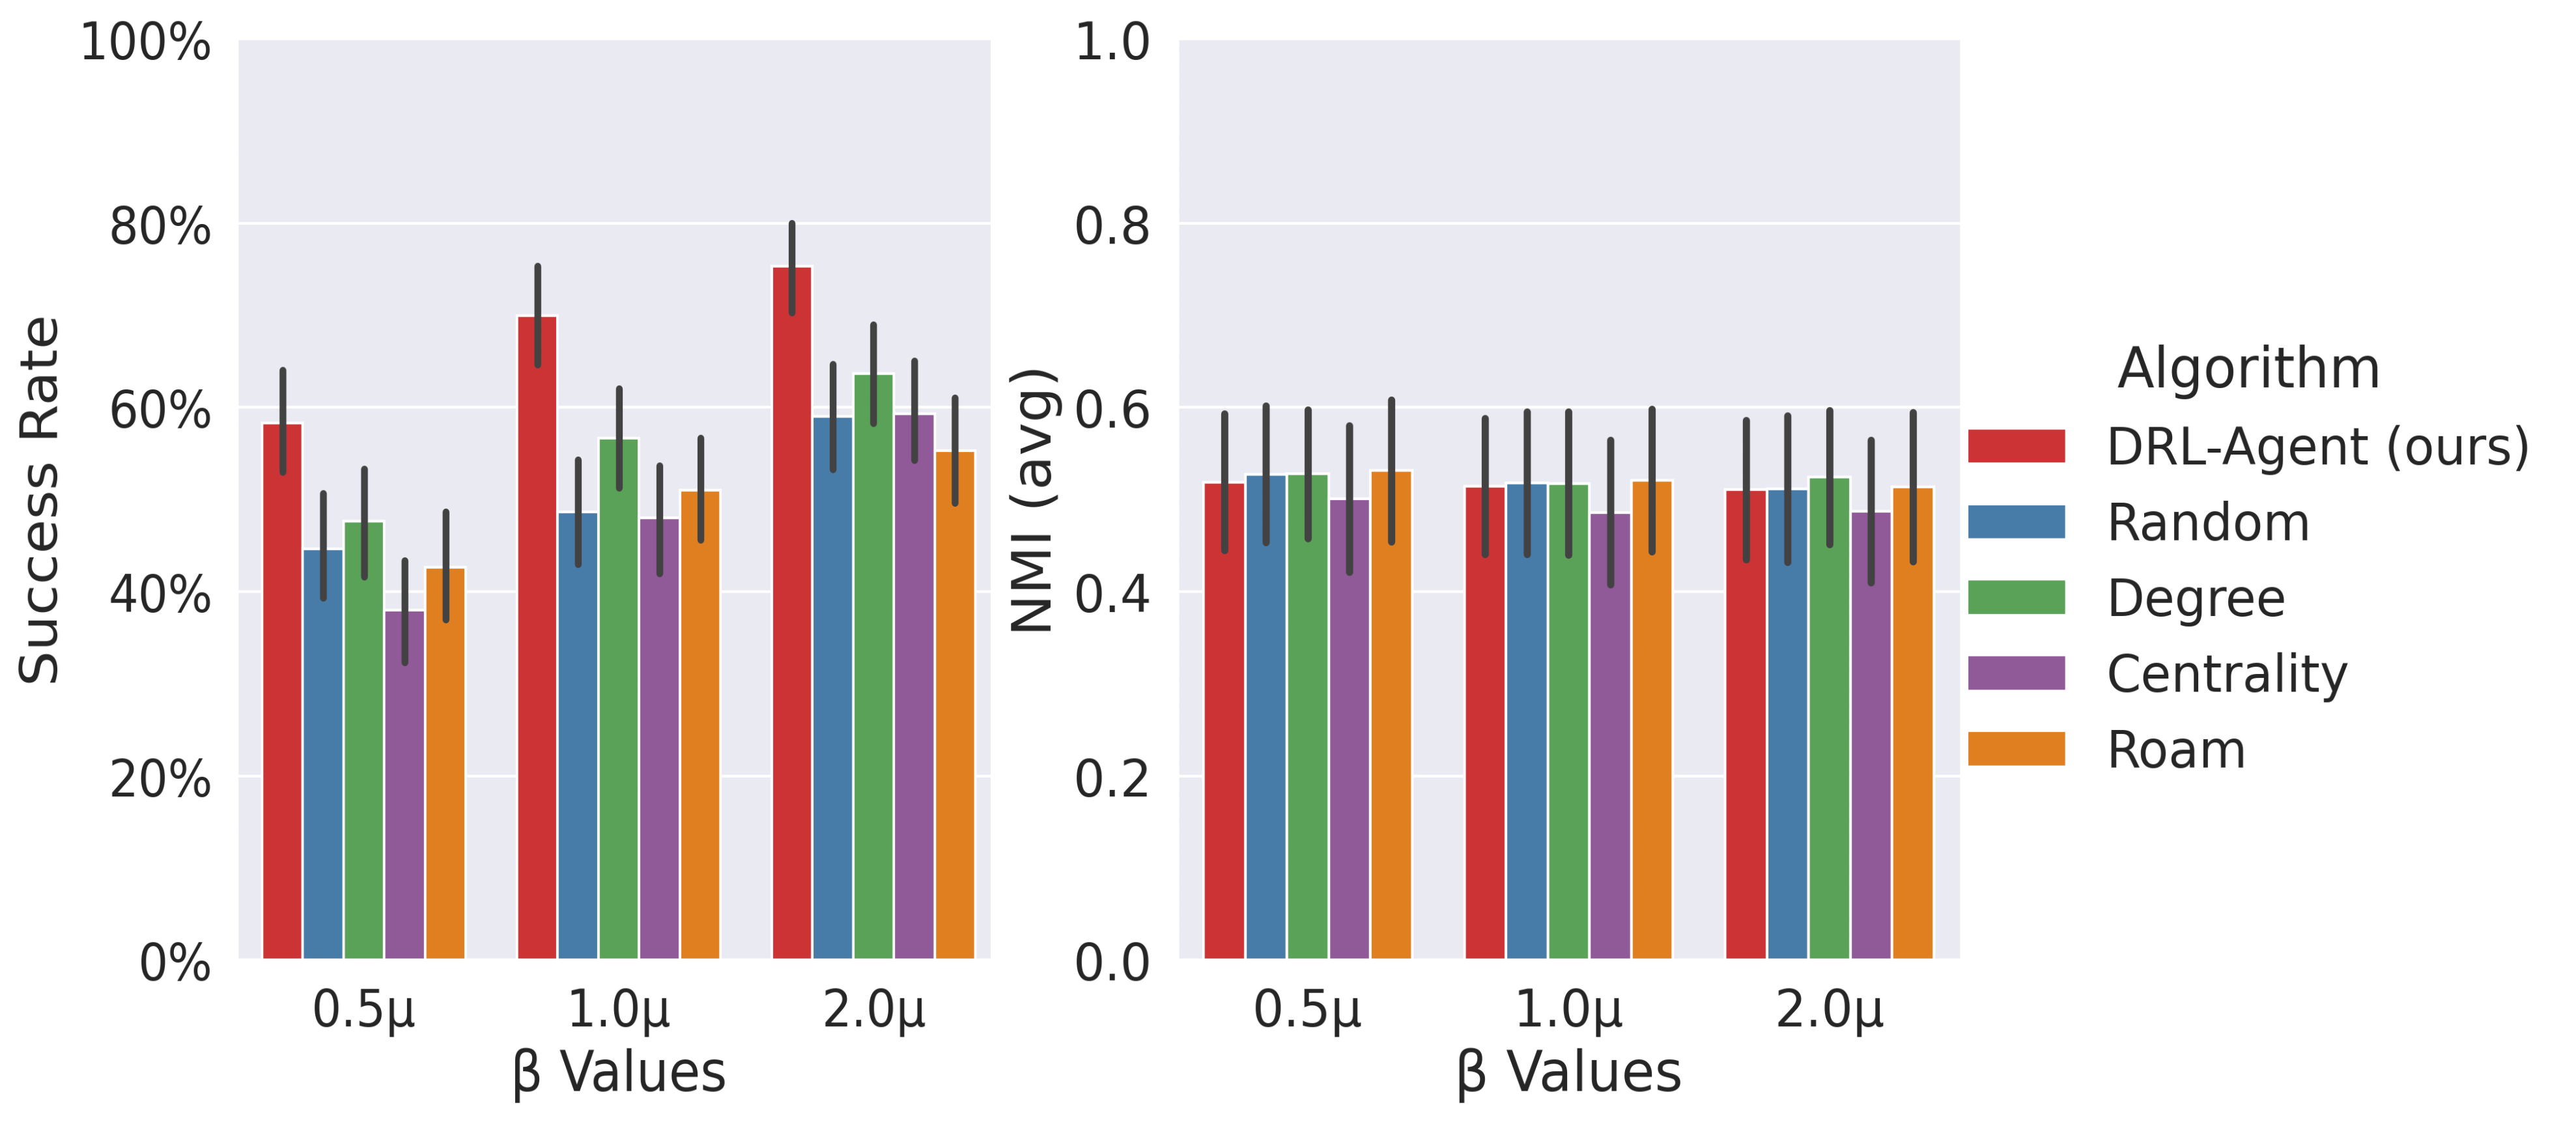 Success Rate
100%
80%
60%
40%
20%
0%
0.5μ 1.0μ 2.0μ
β Values
NMI (avg)
1.0
0.8
0.6
0.4
0.2
0.0
0.5μ 1.0μ 2.0μ
β Values
Algorithm
DRL-Agent (ours)
Random
Degree
Centrality
Roam